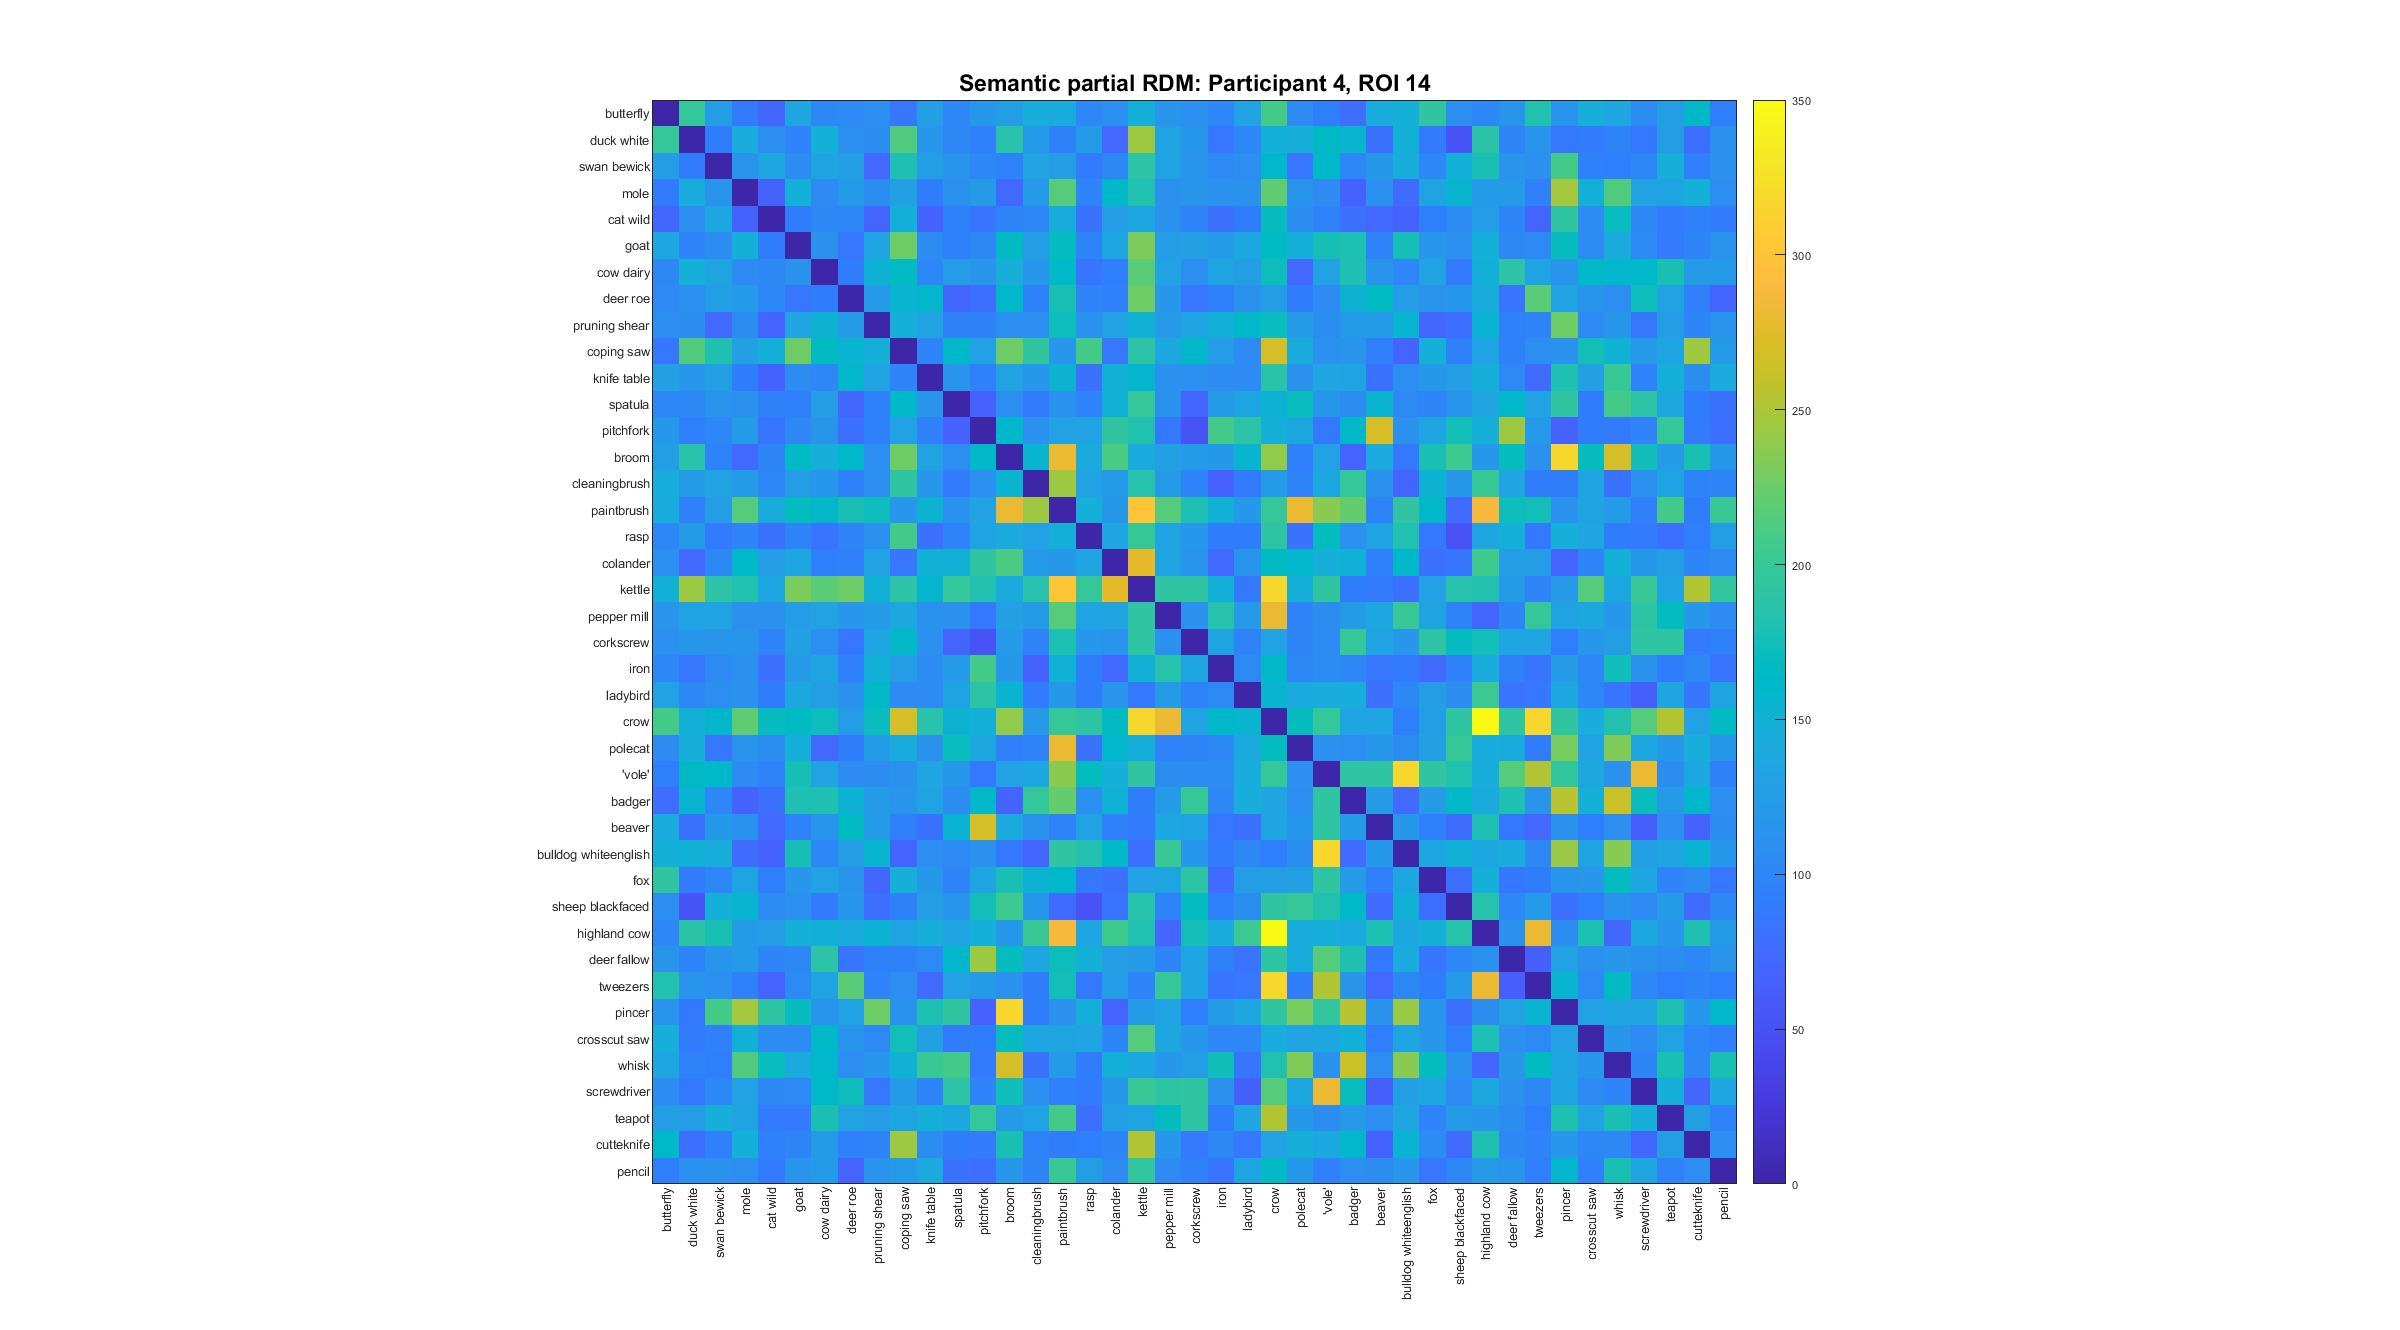 Semantic partial RDM: Participant 4, ROI 14
butterfly
duck white
swan bewick
mole
cat wild
goat
cow dairy
deer roe
pruning shear
coping saw
knife table
spatula
pitchfork
broom
cleaningbrush
paintbrush
rasp
colander
kettle
pepper mill
corkscrew
iron
ladybird
crow
polecat
'vole'
badger
beaver
bulldog whiteenglish
fox
sheep blackfaced
highland cow
deer fallow
tweezers
pincer
crosscut saw
whisk
screwdriver
teapot
cutteknife
pencil
butterfly
duck white
swan bewick
mole
cat wild
goat
cow dairy
deer roe
pruning shear
coping saw
knife table
spatula
pitchfork
broom
cleaningbrush
paintbrush
rasp
colander
kettle
pepper mill
corkscrew
iron
ladybird
crow
polecat
'vole'
badger
beaver
bulldog whiteenglish
fox
sheep blackfaced
highland cow
deer fallow
tweezers
pincer
crosscut saw
whisk
screwdriver
teapot
cutteknife
pencil
350
300
250
200
150
100
50
0